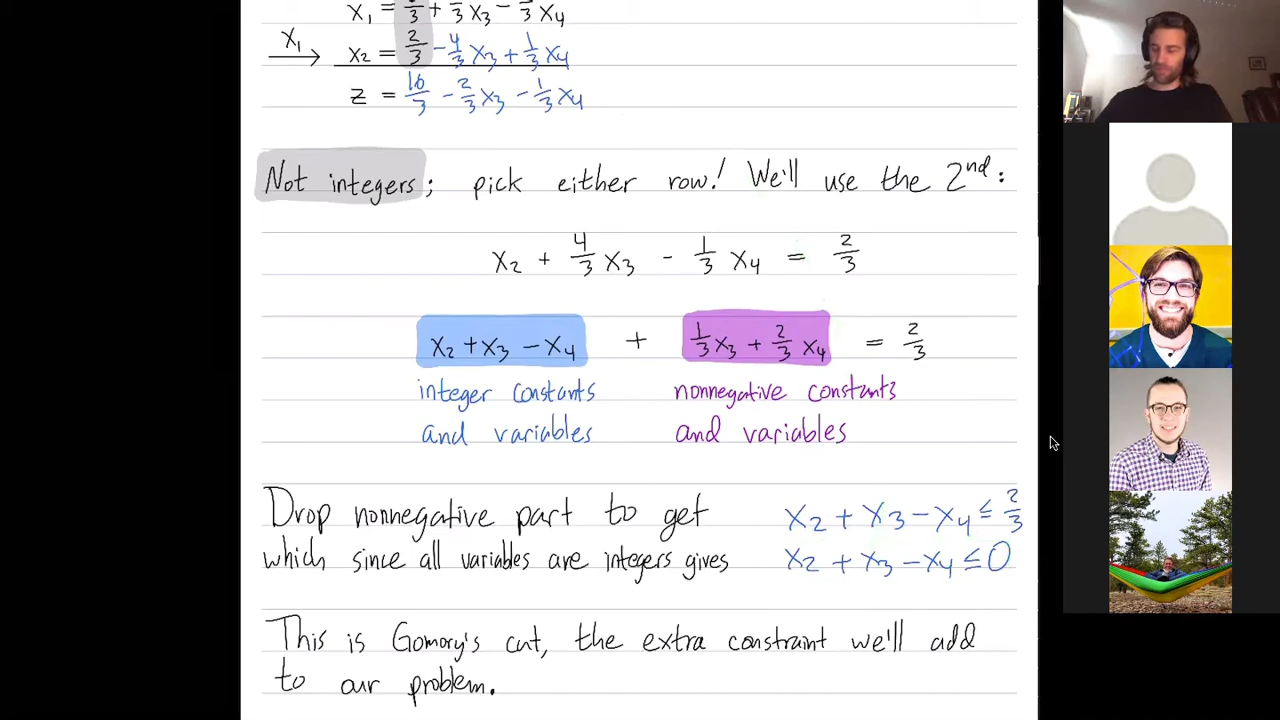 x₁ = /3 + /3 x₃ - /3 x₄
x₁ → x₂ = 2/3 - 4/3 x₃ + 1/3 x₄
z = 10/3 - 2/3 x₃ - 1/3 x₄
Not integers; pick either row! We'll use the 2nd:
x₂ + 4/3 x₃ - 1/3 x₄ = 2/3
x₂ + x₃ - x₄ + 1/3 x₃ + 2/3 x₄ = 2/3
integer constants
and variables
nonnegative constants
and variables
Drop nonnegative part to get x₂ + x₃ - x₄ ≤ 2/3
which since all variables are integers gives x₂ + x₃ - x₄ ≤ 0
This is Gomory's cut, the extra constraint we'll add
to our problem.